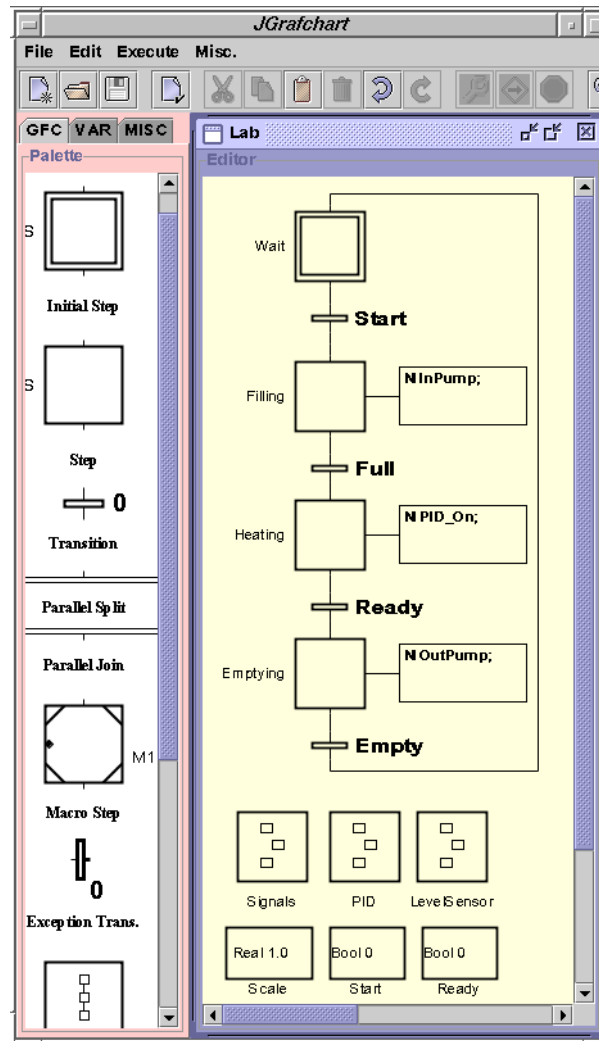 JGrafchart
File Edit Execute Misc.
GFC VAR MISC
Palette
S
Initial Step
S
Step
0
Transition
Parallel Split
Parallel Join
M1
Macro Step
0
Exception Trans.
Lab
Editor
Wait
Start
Filling
N InPump;
Full
Heating
N PID_On;
Ready
Emptying
N OutPump;
Empty
Signals PID LevelSensor
Real 1.0 Bool 0 Bool 0
Scale Start Ready